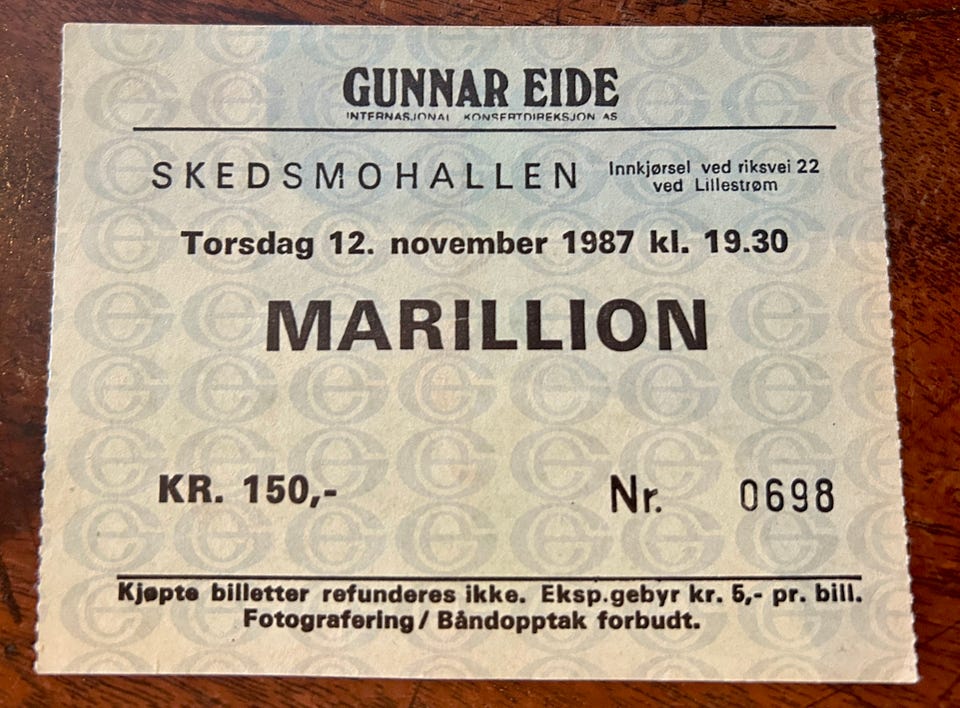 GUNNAR EIDE
INTERNASJONAL KONSERTDIREKSJON AS
SKEDSMOHALLEN Innkjørsel ved riksvei 22
ved Lillestrøm
Torsdag 12. november 1987 kl. 19.30
MARiLLION
KR. 150,- Nr. 0698
Kjøpte billetter refunderes ikke. Eksp.gebyr kr. 5,- pr. bill.
Fotografering / Båndopptak forbudt.